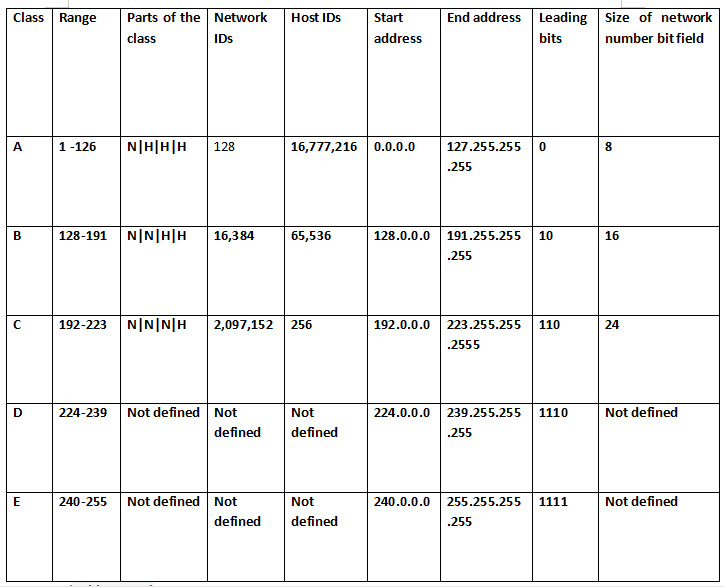 Class Range Parts of the class Network IDs Host IDs Start address End address Leading bits Size of network number bit field
A 1 -126 N|H|H|H 128 16,777,216 0.0.0.0 127.255.255.255 0 8
B 128-191 N|N|H|H 16,384 65,536 128.0.0.0 191.255.255.255 10 16
C 192-223 N|N|N|H 2,097,152 256 192.0.0.0 223.255.255.2555 110 24
D 224-239 Not defined Not defined Not defined 224.0.0.0 239.255.255.255 1110 Not defined
E 240-255 Not defined Not defined Not defined 240.0.0.0 255.255.255.255 1111 Not defined